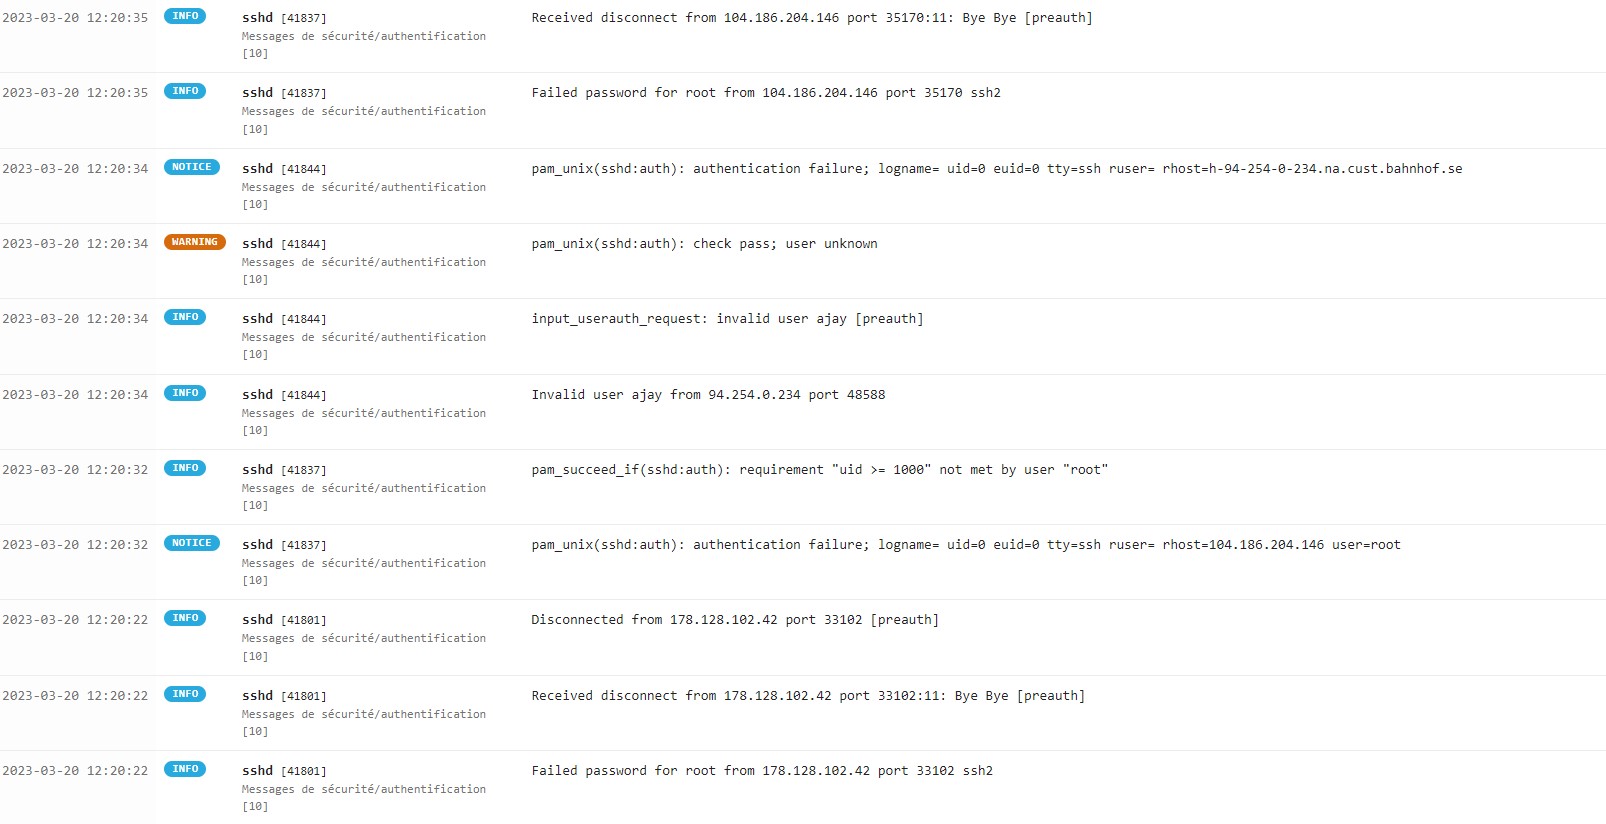 2023-03-20 12:20:35 INFO sshd [41837] Received disconnect from 104.186.204.146 port 35170:11: Bye Bye [preauth]
Messages de sécurité/authentification
[10]
2023-03-20 12:20:35 INFO sshd [41837] Failed password for root from 104.186.204.146 port 35170 ssh2
Messages de sécurité/authentification
[10]
2023-03-20 12:20:34 NOTICE sshd [41844] pam_unix(sshd:auth): authentication failure; logname= uid=0 euid=0 tty=ssh ruser= rhost=h-94-254-0-234.na.cust.bahnhof.se
Messages de sécurité/authentification
[10]
2023-03-20 12:20:34 WARNING sshd [41844] pam_unix(sshd:auth): check pass; user unknown
Messages de sécurité/authentification
[10]
2023-03-20 12:20:34 INFO sshd [41844] input_userauth_request: invalid user ajay [preauth]
Messages de sécurité/authentification
[10]
2023-03-20 12:20:34 INFO sshd [41844] Invalid user ajay from 94.254.0.234 port 48588
Messages de sécurité/authentification
[10]
2023-03-20 12:20:32 INFO sshd [41837] pam_succeed_if(sshd:auth): requirement "uid >= 1000" not met by user "root"
Messages de sécurité/authentification
[10]
2023-03-20 12:20:32 NOTICE sshd [41837] pam_unix(sshd:auth): authentication failure; logname= uid=0 euid=0 tty=ssh ruser= rhost=104.186.204.146 user=root
Messages de sécurité/authentification
[10]
2023-03-20 12:20:22 INFO sshd [41801] Disconnected from 178.128.102.42 port 33102 [preauth]
Messages de sécurité/authentification
[10]
2023-03-20 12:20:22 INFO sshd [41801] Received disconnect from 178.128.102.42 port 33102:11: Bye Bye [preauth]
Messages de sécurité/authentification
[10]
2023-03-20 12:20:22 INFO sshd [41801] Failed password for root from 178.128.102.42 port 33102 ssh2
Messages de sécurité/authentification
[10]